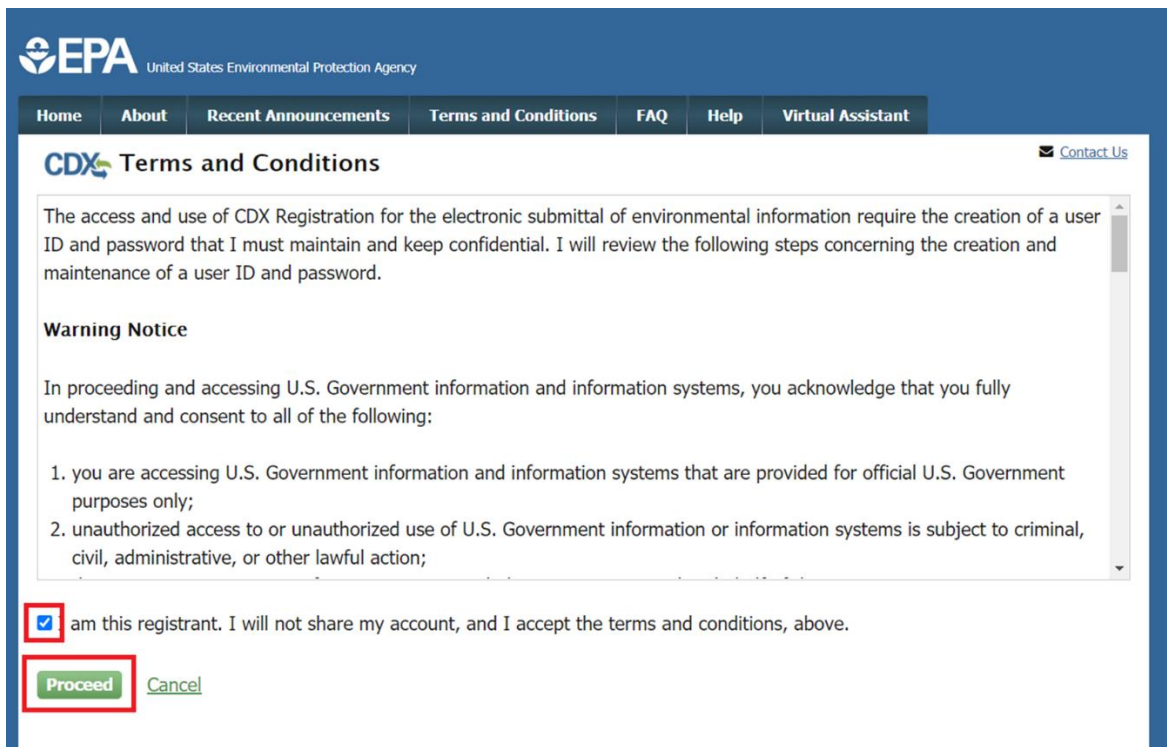 EPA United States Environmental Protection Agency
Home About Recent Announcements Terms and Conditions FAQ Help Virtual Assistant
Contact Us
CDX Terms and Conditions
The access and use of CDX Registration for the electronic submittal of environmental information require the creation of a user
ID and password that I must maintain and keep confidential. I will review the following steps concerning the creation and
maintenance of a user ID and password.
Warning Notice
In proceeding and accessing U.S. Government information and information systems, you acknowledge that you fully
understand and consent to all of the following:
1. you are accessing U.S. Government information and information systems that are provided for official U.S. Government
purposes only;
2. unauthorized access to or unauthorized use of U.S. Government information or information systems is subject to criminal,
civil, administrative, or other lawful action;
I am this registrant. I will not share my account, and I accept the terms and conditions, above.
Proceed Cancel